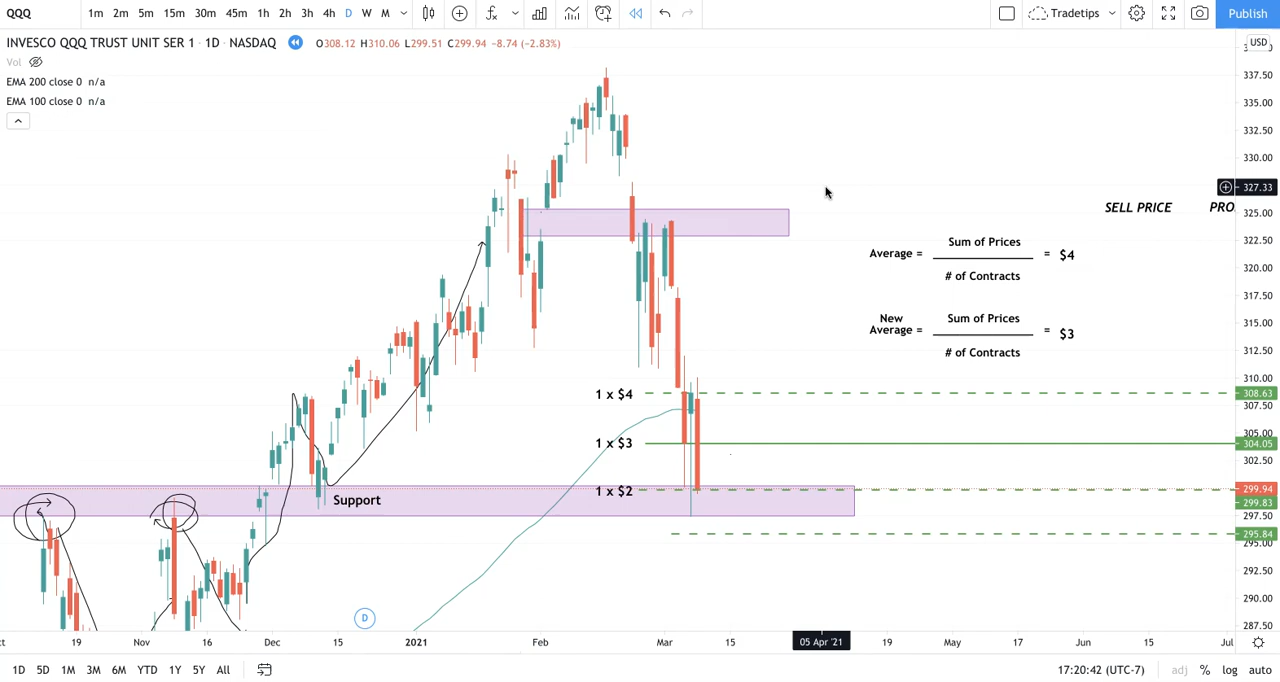 QQQ 1m 2m 5m 15m 30m 45m 1h 2h 3h 4h D W M Tradetips Publish
INVESCO QQQ TRUST UNIT SER 1 · 1D · NASDAQ O308.12 H310.06 L299.51 C299.94 −8.74 (−2.83%)
USD
Vol
EMA 200 close 0 n/a
EMA 100 close 0 n/a
337.50
335.00
332.50
330.00
327.33
325.00
322.50
320.00
317.50
315.00
312.50
310.00
308.63
307.50
305.00
304.05
302.50
299.94
299.83
297.50
295.84
295.00
292.50
290.00
287.50
SELL PRICE PRO
Average = Sum of Prices = $4
# of Contracts
New
Average = Sum of Prices = $3
# of Contracts
1 x $4
1 x $3
1 x $2
Support
D
19 Nov 16 Dec 15 2021 Feb Mar 15 05 Apr '21 19 May 17 Jun 15 Jul
1D 5D 1M 3M 6M YTD 1Y 5Y All 17:20:42 (UTC-7) adj % log auto